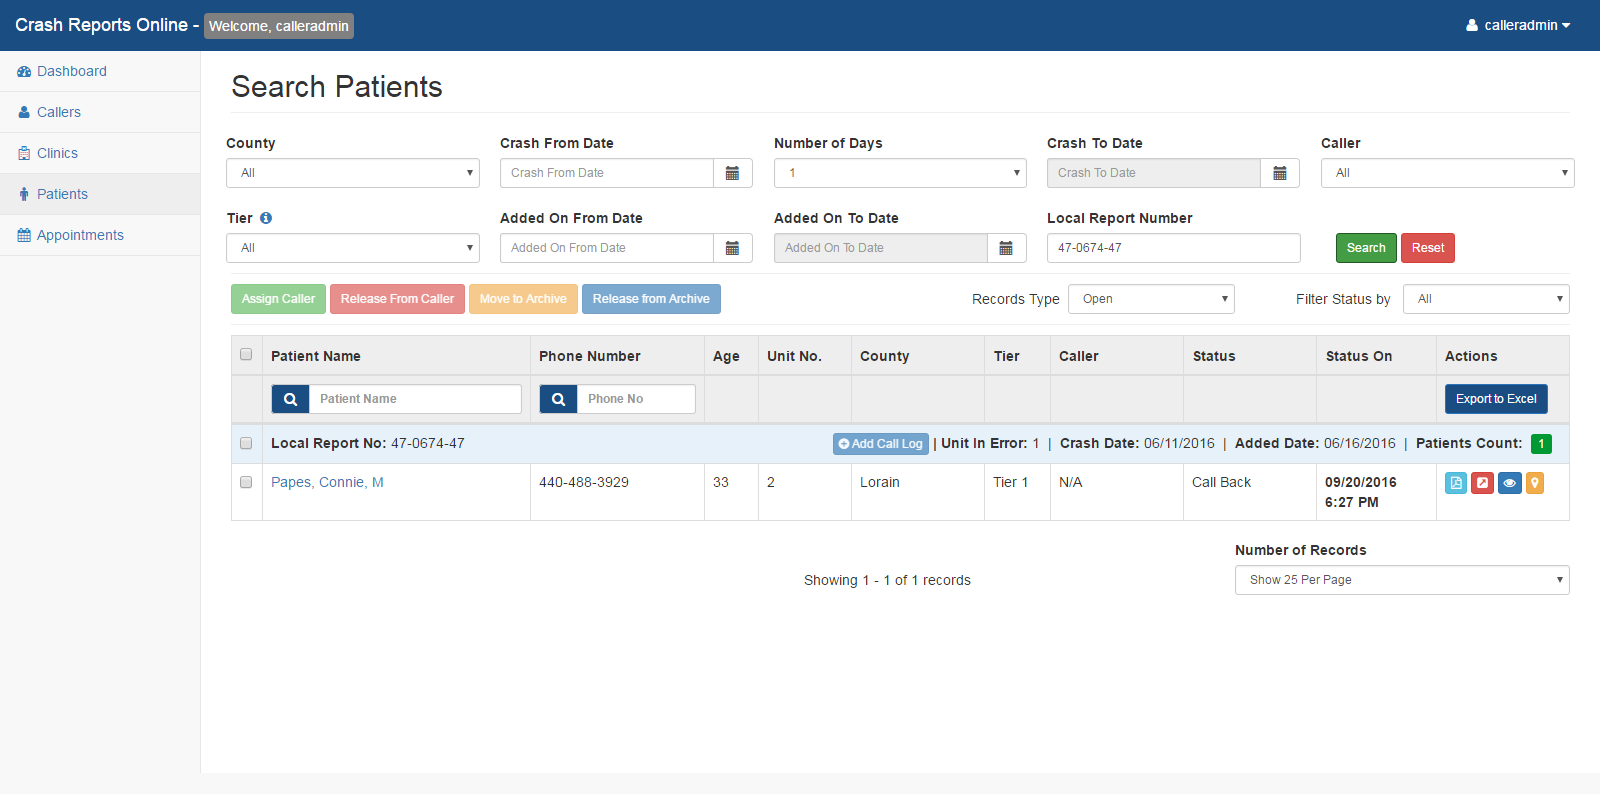 Crash Reports Online - Welcome, calleradmin
calleradmin
Dashboard
Callers
Clinics
Patients
Appointments
Search Patients
County
All
Crash From Date
Crash From Date
Number of Days
1
Crash To Date
Crash To Date
Caller
All
Tier
All
Added On From Date
Added On From Date
Added On To Date
Added On To Date
Local Report Number
47-0674-47
Search
Reset
Assign Caller
Release From Caller
Move to Archive
Release from Archive
Records Type
Open
Filter Status by
All
Patient Name Phone Number Age Unit No. County Tier Caller Status Status On Actions
Patient Name
Phone No
Export to Excel
Local Report No: 47-0674-47 Add Call Log | Unit In Error: 1 | Crash Date: 06/11/2016 | Added Date: 06/16/2016 | Patients Count: 1
Papes, Connie, M 440-488-3929 33 2 Lorain Tier 1 N/A Call Back 09/20/2016
6:27 PM
Number of Records
Showing 1 - 1 of 1 records
Show 25 Per Page